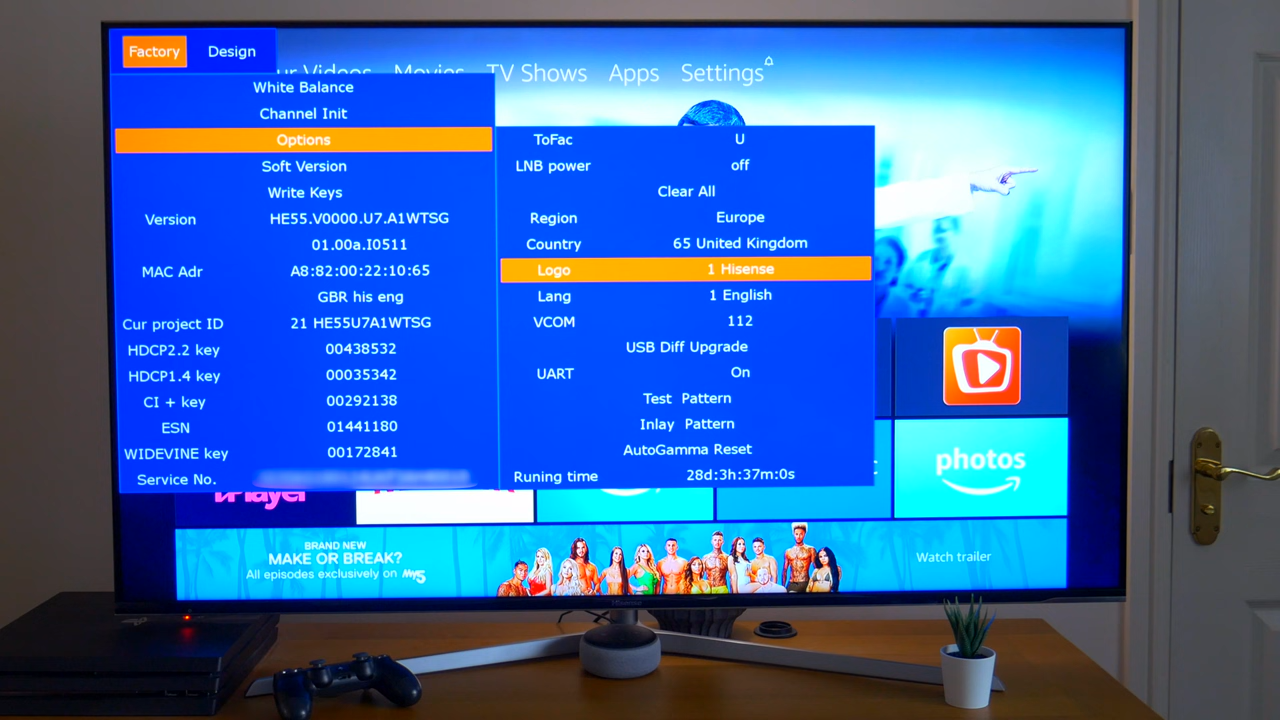 Factory Design
Movies TV Shows Apps Settings
White Balance
Channel Init
Options
Soft Version
Write Keys
Version HE55.V0000.U7.A1WTSG
01.00a.I0511
MAC Adr A8:82:00:22:10:65
GBR his eng
Cur project ID 21 HE55U7A1WTSG
HDCP2.2 key 00438532
HDCP1.4 key 00035342
CI + key 00292138
ESN 01441180
WIDEVINE key 00172841
Service No.
ToFac U
LNB power off
Clear All
Region Europe
Country 65 United Kingdom
Logo 1 Hisense
Lang 1 English
VCOM 112
USB Diff Upgrade
UART On
Test Pattern
Inlay Pattern
AutoGamma Reset
Runing time 28d:3h:37m:0s
photos
iPlayer
BRAND NEW
MAKE OR BREAK?
All episodes exclusively on My5
Watch trailer
Hisense